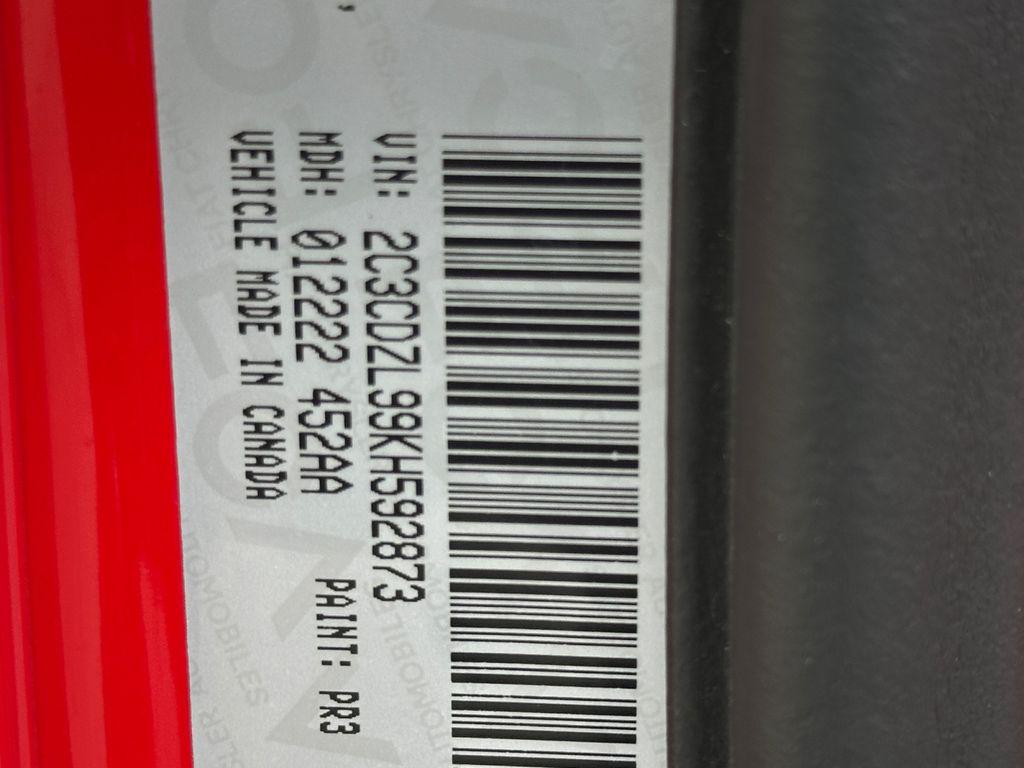 VIN: 2C3CDZL99KH592873
MDH: 012222 452AA PAINT: PR3
VEHICLE MADE IN CANADA